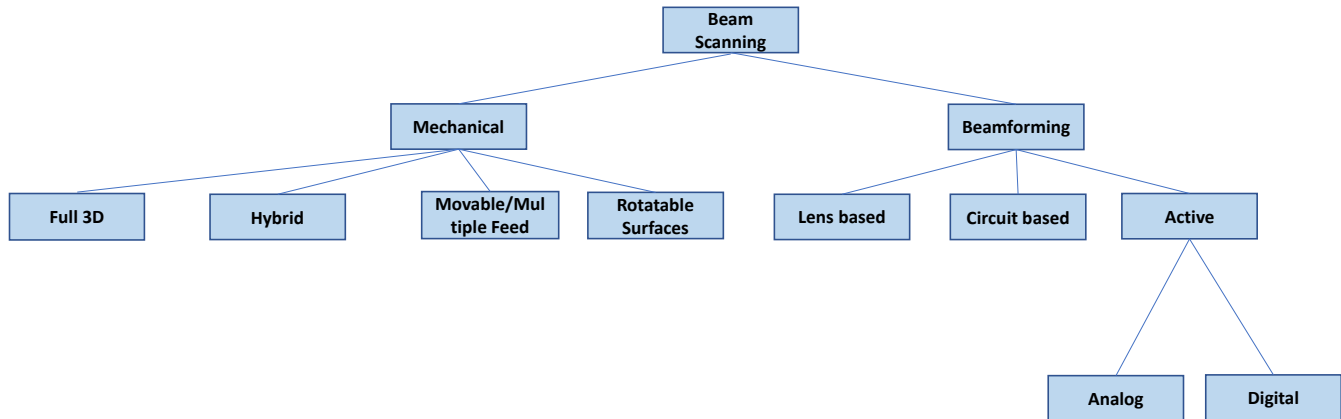 Beam
Scanning
Mechanical
Beamforming
Full 3D
Hybrid
Movable/Mul
tiple Feed
Rotatable
Surfaces
Lens based
Circuit based
Active
Analog
Digital